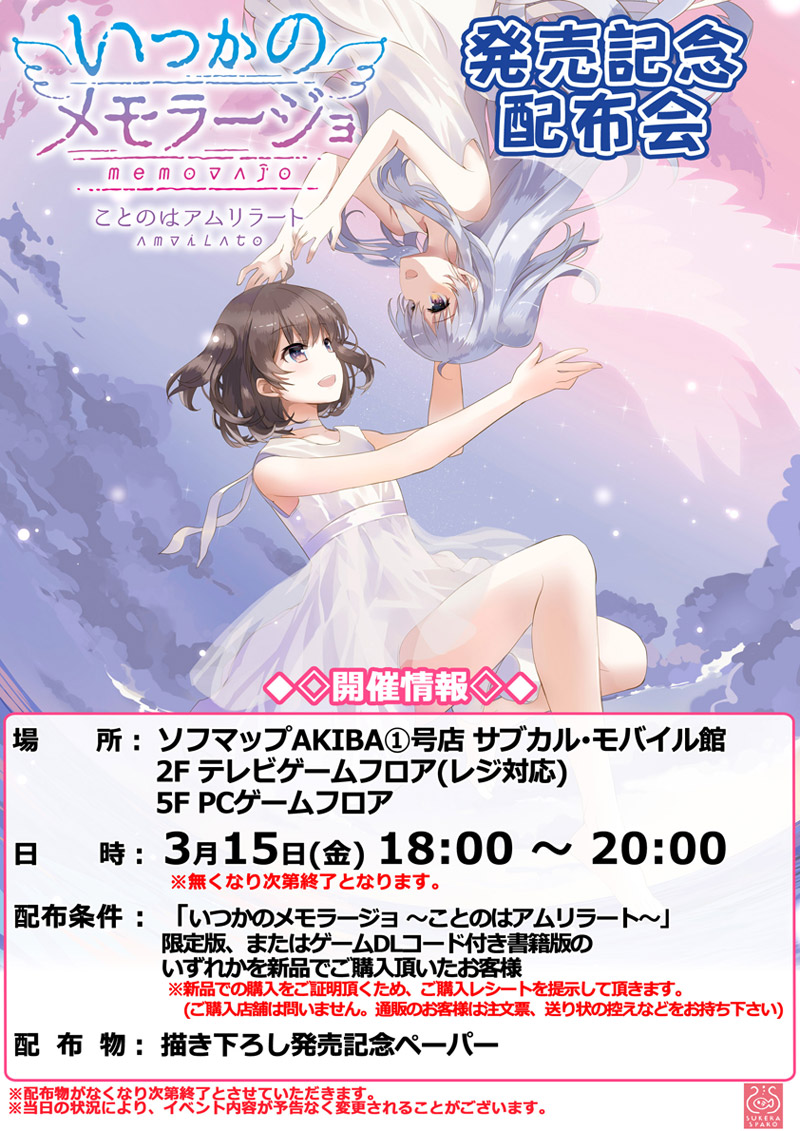 いつかの
メモラージョ
memorajo
ことのはアムリラート
amrilato
発売記念
配布会
◆◇開催情報◇◆
場　所：ソフマップAKIBA①号店 サブカル・モバイル館
2F テレビゲームフロア(レジ対応)
5F PCゲームフロア
日　時：3月15日(金) 18:00 ～ 20:00
※無くなり次第終了となります。
配布条件：「いつかのメモラージョ ～ことのはアムリラート～」
限定版、またはゲームDLコード付き書籍版の
いずれかを新品でご購入頂いたお客様
※新品での購入をご証明頂くため、ご購入レシートを提示して頂きます。
(ご購入店舗は問いません。通販のお客様は注文票、送り状の控えなどをお持ち下さい)
配 布 物：描き下ろし発売記念ペーパー
※配布物がなくなり次第終了とさせていただきます。
※当日の状況により、イベント内容が予告なく変更されることがございます。
SUKERA
SPARO